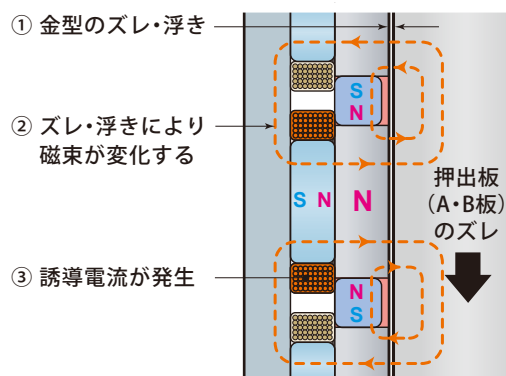 ① 金型のズレ・浮き
② ズレ・浮きにより
磁束が変化する
③ 誘導電流が発生
S
N
S N
N
N
S
押出板
(A・B板)
のズレ